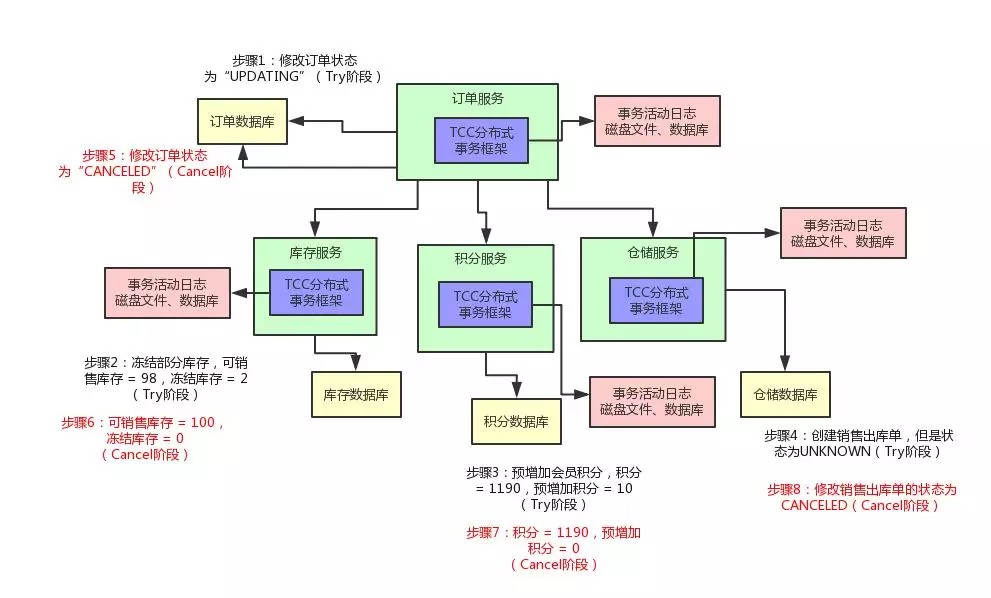 步骤1：修改订单状态
为“UPDATING”（Try阶段）
订单数据库
步骤5：修改订单状态
为“CANCELED”（Cancel阶
段）
订单服务
TCC分布式
事务框架
事务活动日志
磁盘文件、数据库
库存服务
TCC分布式
事务框架
事务活动日志
磁盘文件、数据库
步骤2：冻结部分库存，可销
售库存 = 98，冻结库存 = 2
（Try阶段）
步骤6：可销售库存 = 100，
冻结库存 = 0
（Cancel阶段）
库存数据库
积分服务
TCC分布式
事务框架
事务活动日志
磁盘文件、数据库
积分数据库
步骤3：预增加会员积分，积分
= 1190，预增加积分 = 10
（Try阶段）
步骤7：积分 = 1190，预增加
积分 = 0
（Cancel阶段）
仓储服务
TCC分布式
事务框架
事务活动日志
磁盘文件、数据库
仓储数据库
步骤4：创建销售出库单，但是状
态为UNKNOWN（Try阶段）
步骤8：修改销售出库单的状态为
CANCELED（Cancel阶段）